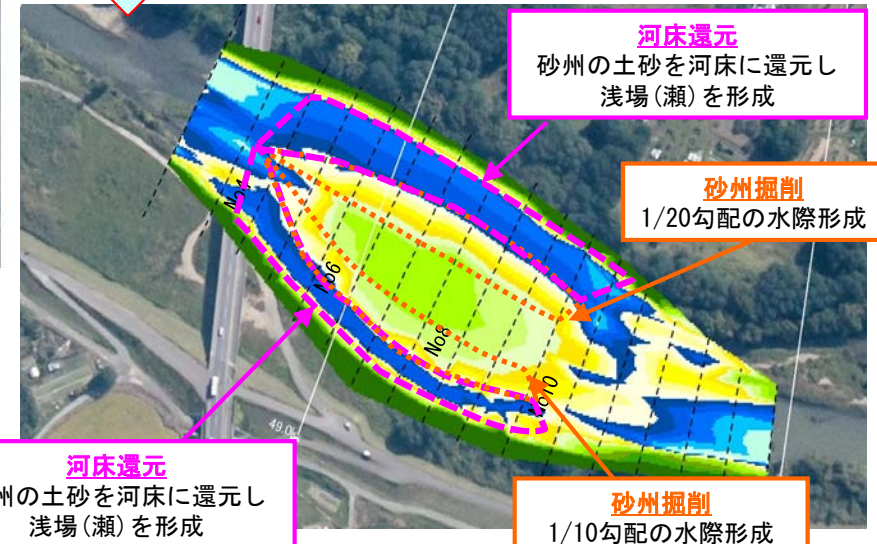 河床還元
砂州の土砂を河床に還元し
浅場(瀬)を形成
砂州掘削
1/20勾配の水際形成
No4
No6
No8
No10
49.0
河床還元
州の土砂を河床に還元し
浅場(瀬)を形成
砂州掘削
1/10勾配の水際形成